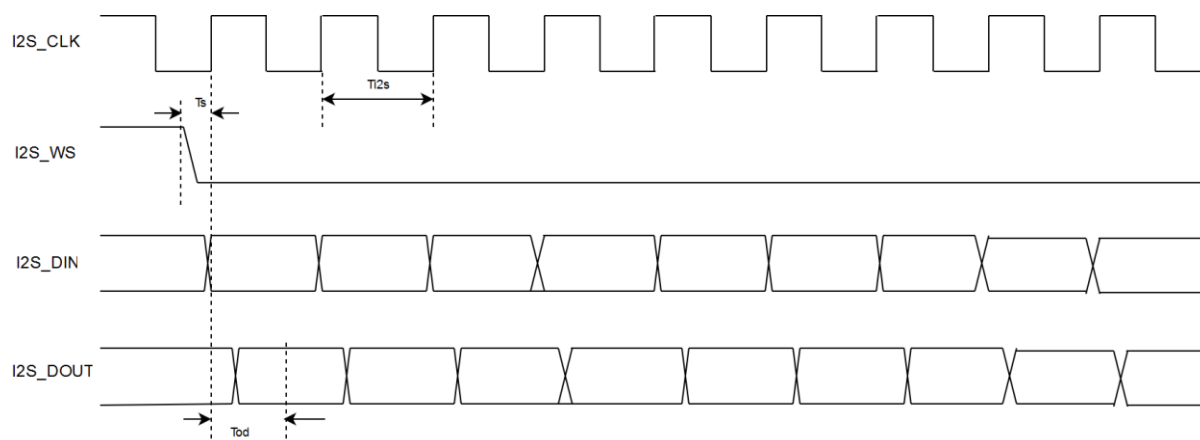 I2S_CLK
Ts
Ti2s
I2S_WS
I2S_DIN
I2S_DOUT
Tod